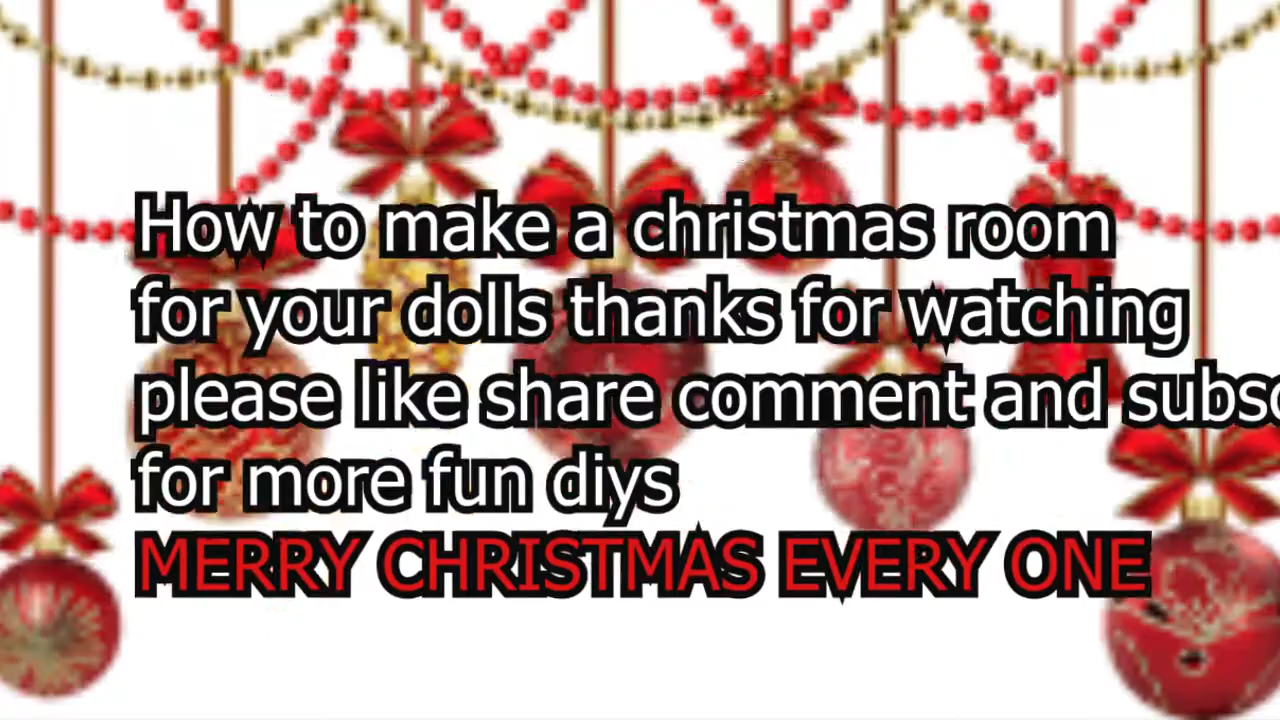 How to make a christmas room
for your dolls thanks for watching
please like share comment and
for more fun diys
MERRY CHRISTMAS EVERY ONE